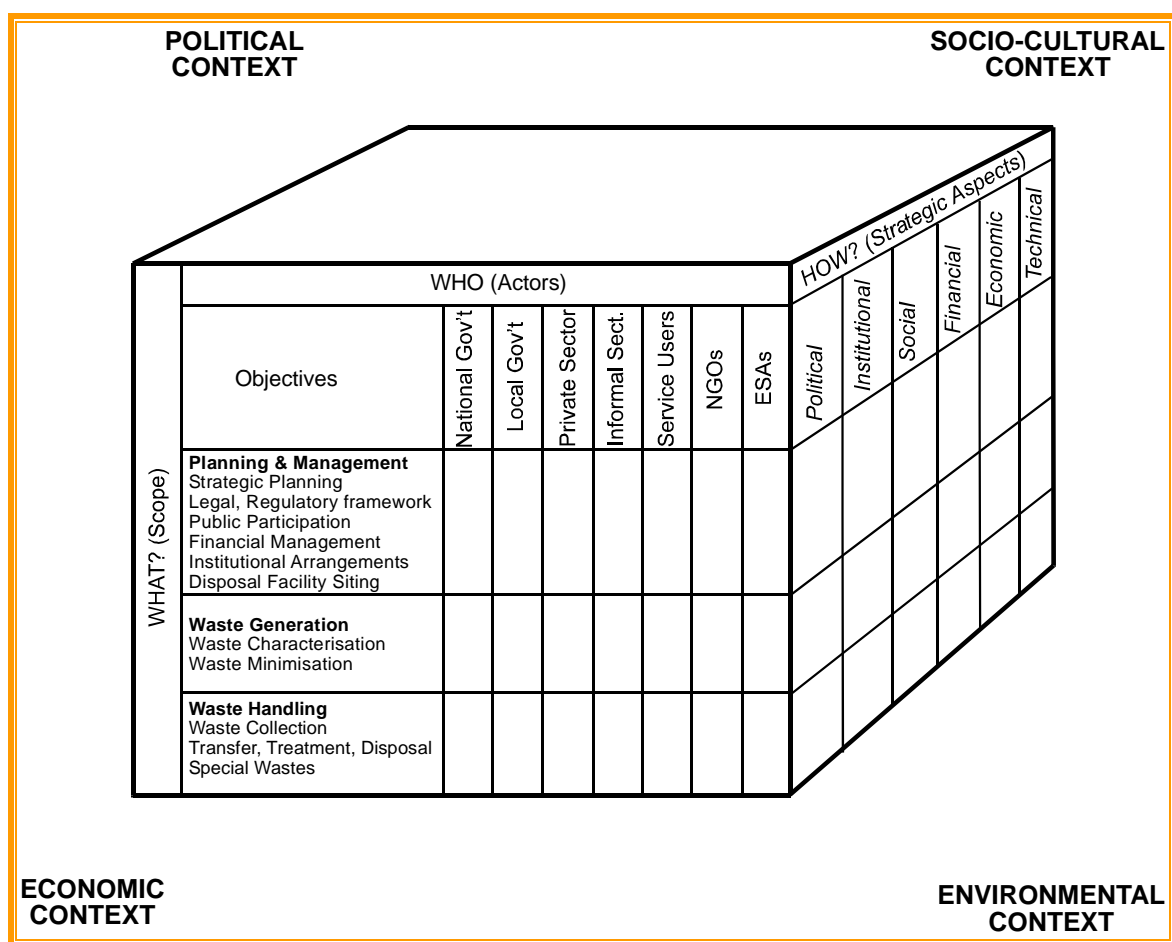 POLITICAL
CONTEXT
SOCIO-CULTURAL
CONTEXT
HOW? (Strategic Aspects)
Political
Institutional
Social
Financial
Economic
Technical
WHO (Actors)
Objectives
National Gov't
Local Gov't
Private Sector
Informal Sect.
Service Users
NGOs
ESAs
WHAT? (Scope)
Planning & Management
Strategic Planning
Legal, Regulatory framework
Public Participation
Financial Management
Institutional Arrangements
Disposal Facility Siting
Waste Generation
Waste Characterisation
Waste Minimisation
Waste Handling
Waste Collection
Transfer, Treatment, Disposal
Special Wastes
ECONOMIC
CONTEXT
ENVIRONMENTAL
CONTEXT